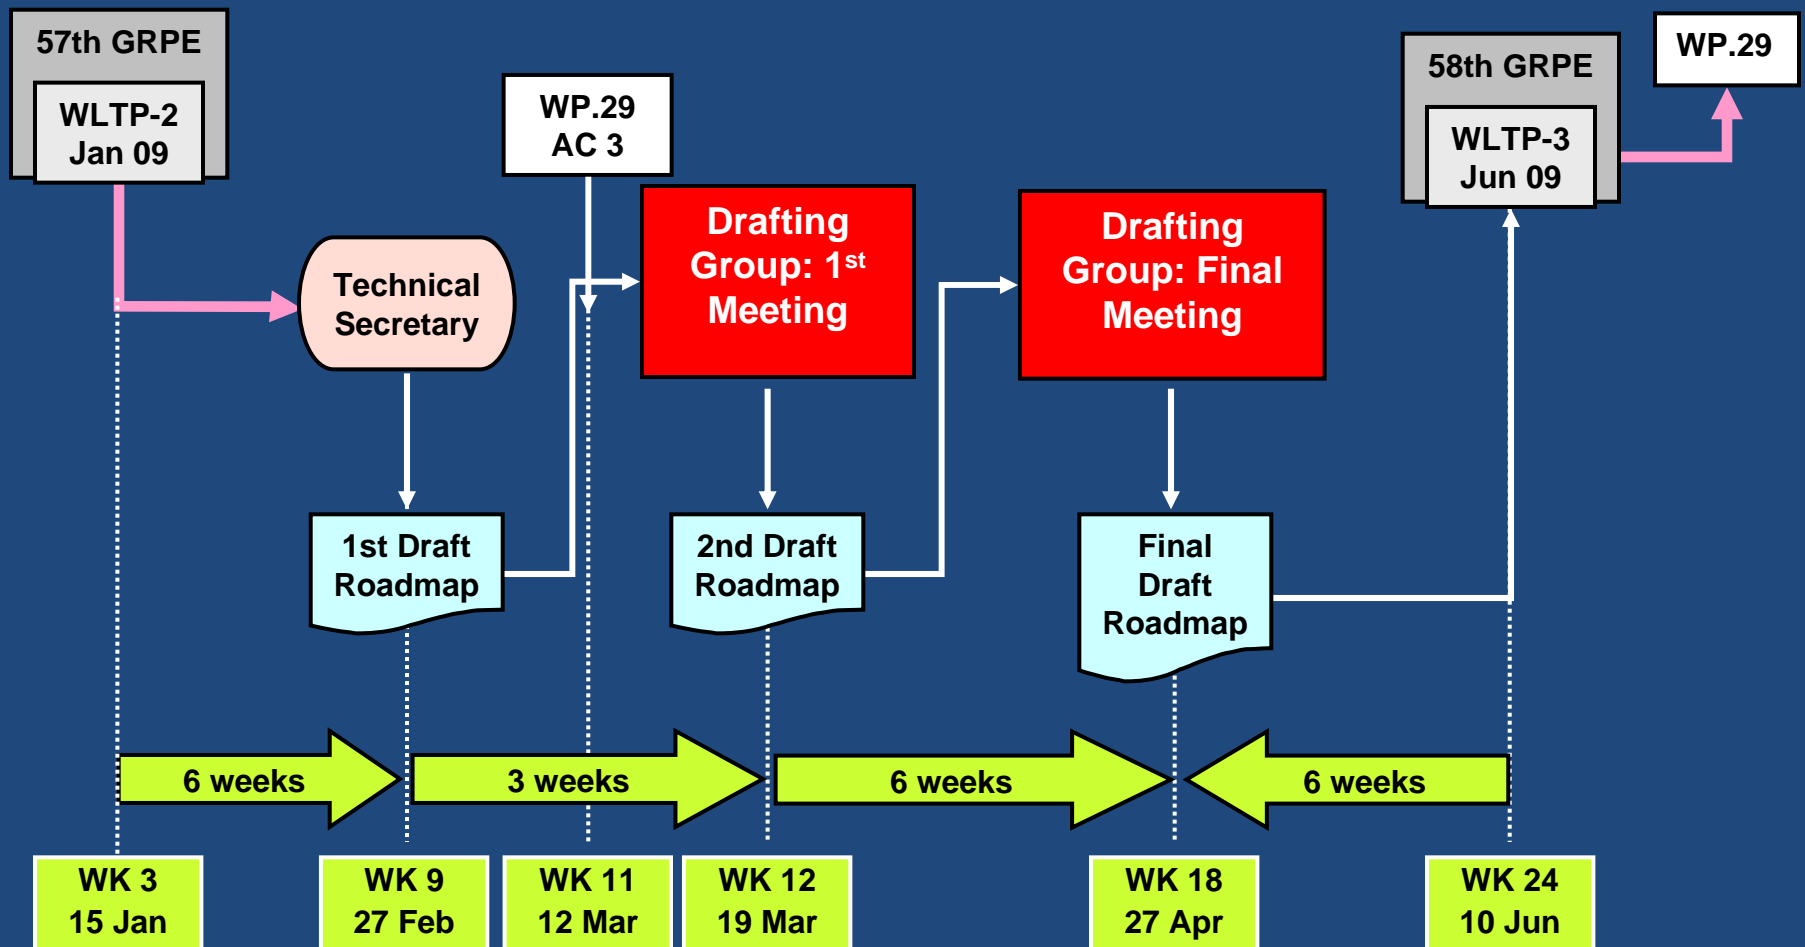 57th GRPE
WLTP-2
Jan 09
WP.29
AC 3
58th GRPE
WLTP-3
Jun 09
WP.29
Technical
Secretary
Drafting
Group: 1st
Meeting
Drafting
Group: Final
Meeting
1st Draft
Roadmap
2nd Draft
Roadmap
Final
Draft
Roadmap
6 weeks
3 weeks
6 weeks
6 weeks
WK 3
15 Jan
WK 9
27 Feb
WK 11
12 Mar
WK 12
19 Mar
WK 18
27 Apr
WK 24
10 Jun